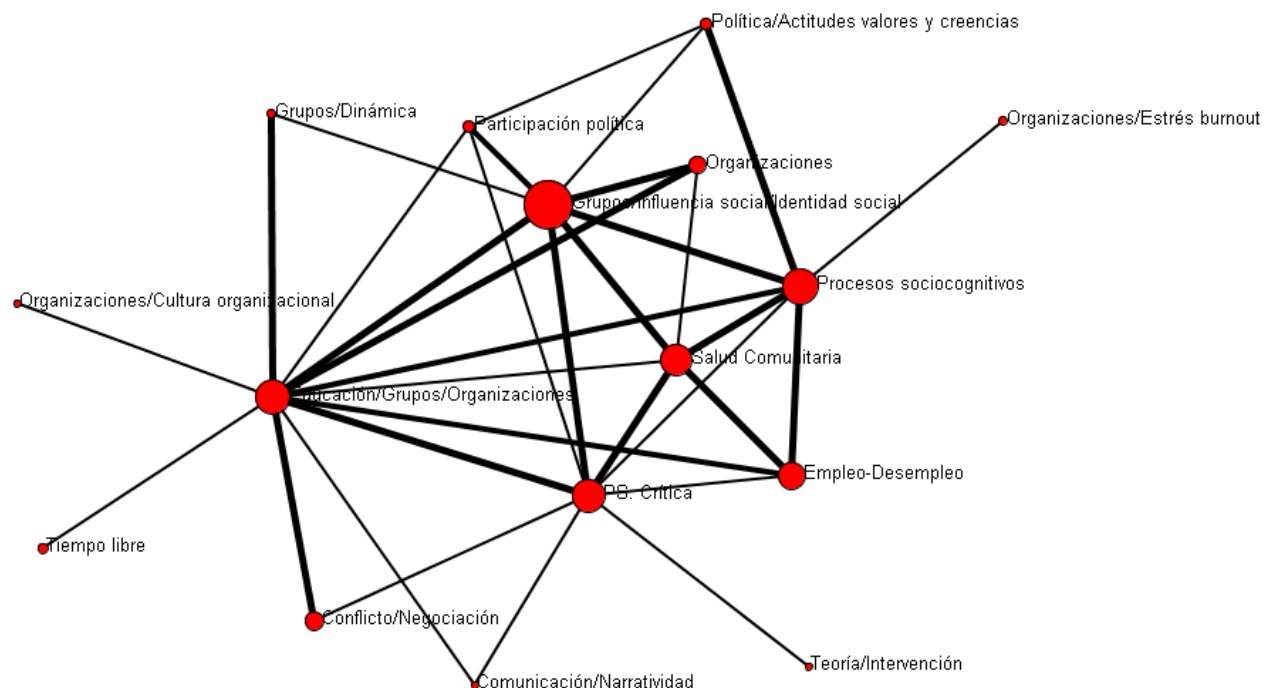 Política/Actitudes valores y creencias
Grupos/Dinámica
Organizaciones/Estrés burnout
Participación política
Organizaciones
Grupos/Influencia social/Identidad social
Procesos sociocognitivos
Organizaciones/Cultura organizacional
Salud Comunitaria
Educación/Grupos/Organizaciones
Empleo-Desempleo
PS. Crítica
Tiempo libre
Conflicto/Negociación
Teoría/Intervención
Comunicación/Narratividad